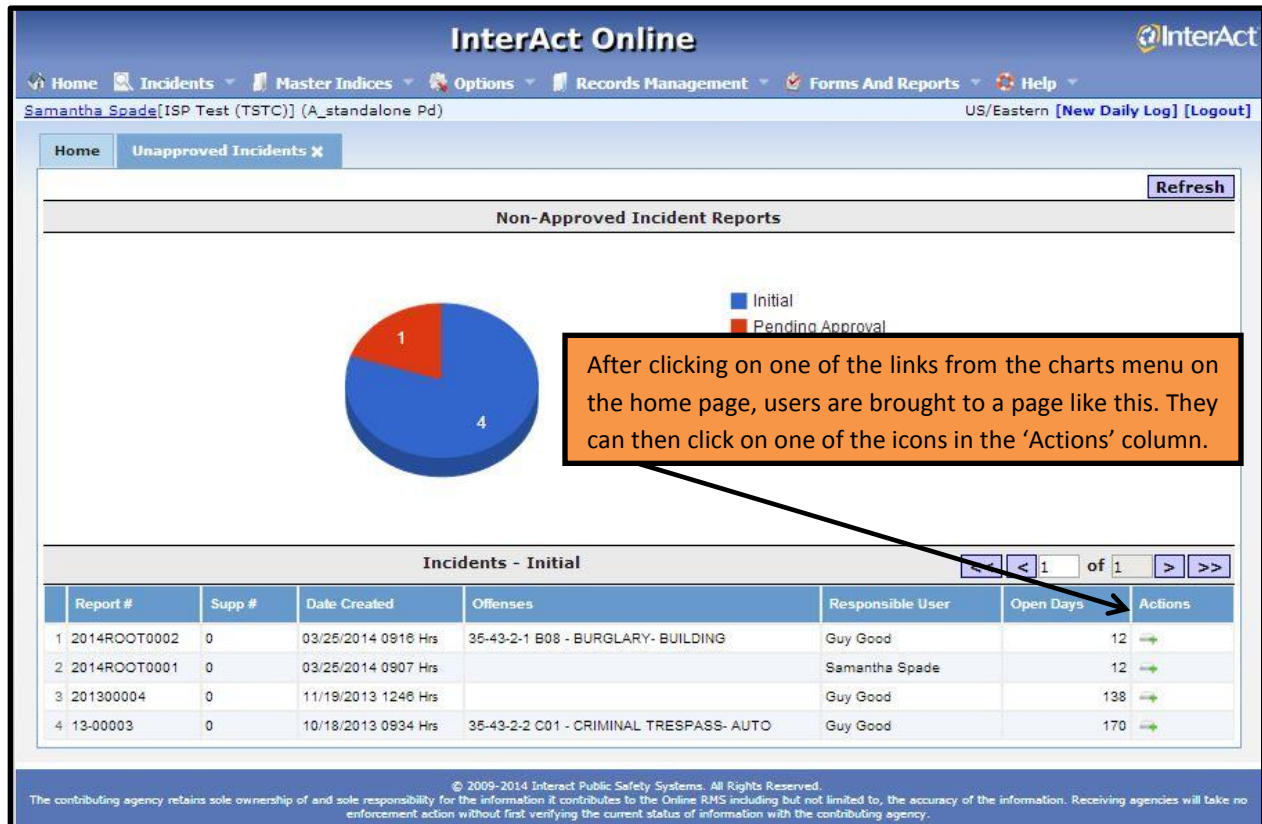 InterAct Online
InterAct
Home Incidents Master Indices Options Records Management Forms And Reports Help
Samantha Spade[ISP Test (TSTC)] (A_standalone Pd) US/Eastern [New Daily Log] [Logout]
Home Unapproved Incidents x
Refresh
Non-Approved Incident Reports
Initial
Pending Approval
1
4
After clicking on one of the links from the charts menu on
the home page, users are brought to a page like this. They
can then click on one of the icons in the ‘Actions’ column.
Incidents - Initial << < 1 of 1 > >>
Report # Supp # Date Created Offenses Responsible User Open Days Actions
1 2014ROOT0002 0 03/25/2014 0916 Hrs 35-43-2-1 B08 - BURGLARY- BUILDING Guy Good 12
2 2014ROOT0001 0 03/25/2014 0907 Hrs Samantha Spade 12
3 201300004 0 11/19/2013 1246 Hrs Guy Good 138
4 13-00003 0 10/18/2013 0934 Hrs 35-43-2-2 C01 - CRIMINAL TRESPASS- AUTO Guy Good 170
© 2009-2014 Interact Public Safety Systems. All Rights Reserved.
The contributing agency retains sole ownership of and sole responsibility for the information it contributes to the Online RMS including but not limited to, the accuracy of the information. Receiving agencies will take no
enforcement action without first verifying the current status of information with the contributing agency.